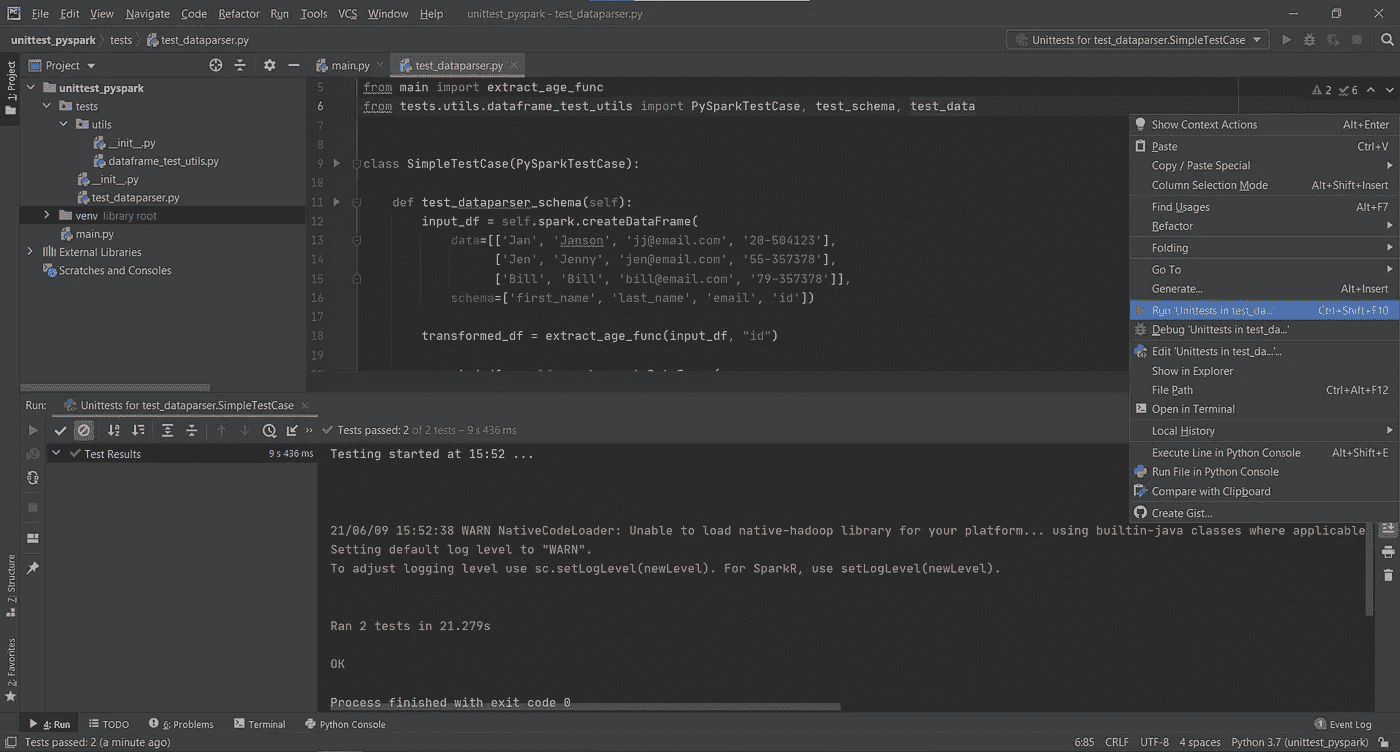 File Edit View Navigate Code Refactor Run Tools VCS Window Help unittest_pyspark - test_dataparser.py
unittest_pyspark tests test_dataparser.py Unittests for test_dataparser.SimpleTestCase
1: Project
Project
unittest_pyspark
tests
utils
__init__.py
dataframe_test_utils.py
__init__.py
test_dataparser.py
venv library root
main.py
External Libraries
Scratches and Consoles
main.py test_dataparser.py
2 6
5 from main import extract_age_func
6 from tests.utils.dataframe_test_utils import PySparkTestCase, test_schema, test_data
7
8
9 class SimpleTestCase(PySparkTestCase):
10
11 def test_dataparser_schema(self):
12 input_df = self.spark.createDataFrame(
13 data=[['Jan', 'Janson', 'jj@email.com', '20-504123'],
14 ['Jen', 'Jenny', 'jen@email.com', '55-357378'],
15 ['Bill', 'Bill', 'bill@email.com', '79-357378']],
16 schema=['first_name', 'last_name', 'email', 'id'])
17
18 transformed_df = extract_age_func(input_df, "id")
19
Show Context Actions Alt+Enter
Paste Ctrl+V
Copy / Paste Special
Column Selection Mode Alt+Shift+Insert
Find Usages Alt+F7
Refactor
Folding
Go To
Generate... Alt+Insert
Run 'Unittests in test_da...' Ctrl+Shift+F10
Debug 'Unittests in test_da...'
Edit 'Unittests in test_da...'...
Show in Explorer
File Path Ctrl+Alt+F12
Open in Terminal
Local History
Execute Line in Python Console Alt+Shift+E
Run File in Python Console
Compare with Clipboard
Create Gist...
Run: Unittests for test_dataparser.SimpleTestCase
Tests passed: 2 of 2 tests – 9 s 436 ms
Test Results 9 s 436 ms
Testing started at 15:52 ...
21/06/09 15:52:38 WARN NativeCodeLoader: Unable to load native-hadoop library for your platform... using builtin-java classes where applicable
Setting default log level to "WARN".
To adjust logging level use sc.setLogLevel(newLevel). For SparkR, use setLogLevel(newLevel).
Ran 2 tests in 21.279s
OK
Process finished with exit code 0
7: Structure
2: Favorites
4: Run TODO 6: Problems Terminal Python Console 1 Event Log
Tests passed: 2 (a minute ago) 6:85 CRLF UTF-8 4 spaces Python 3.7 (unittest_pyspark)